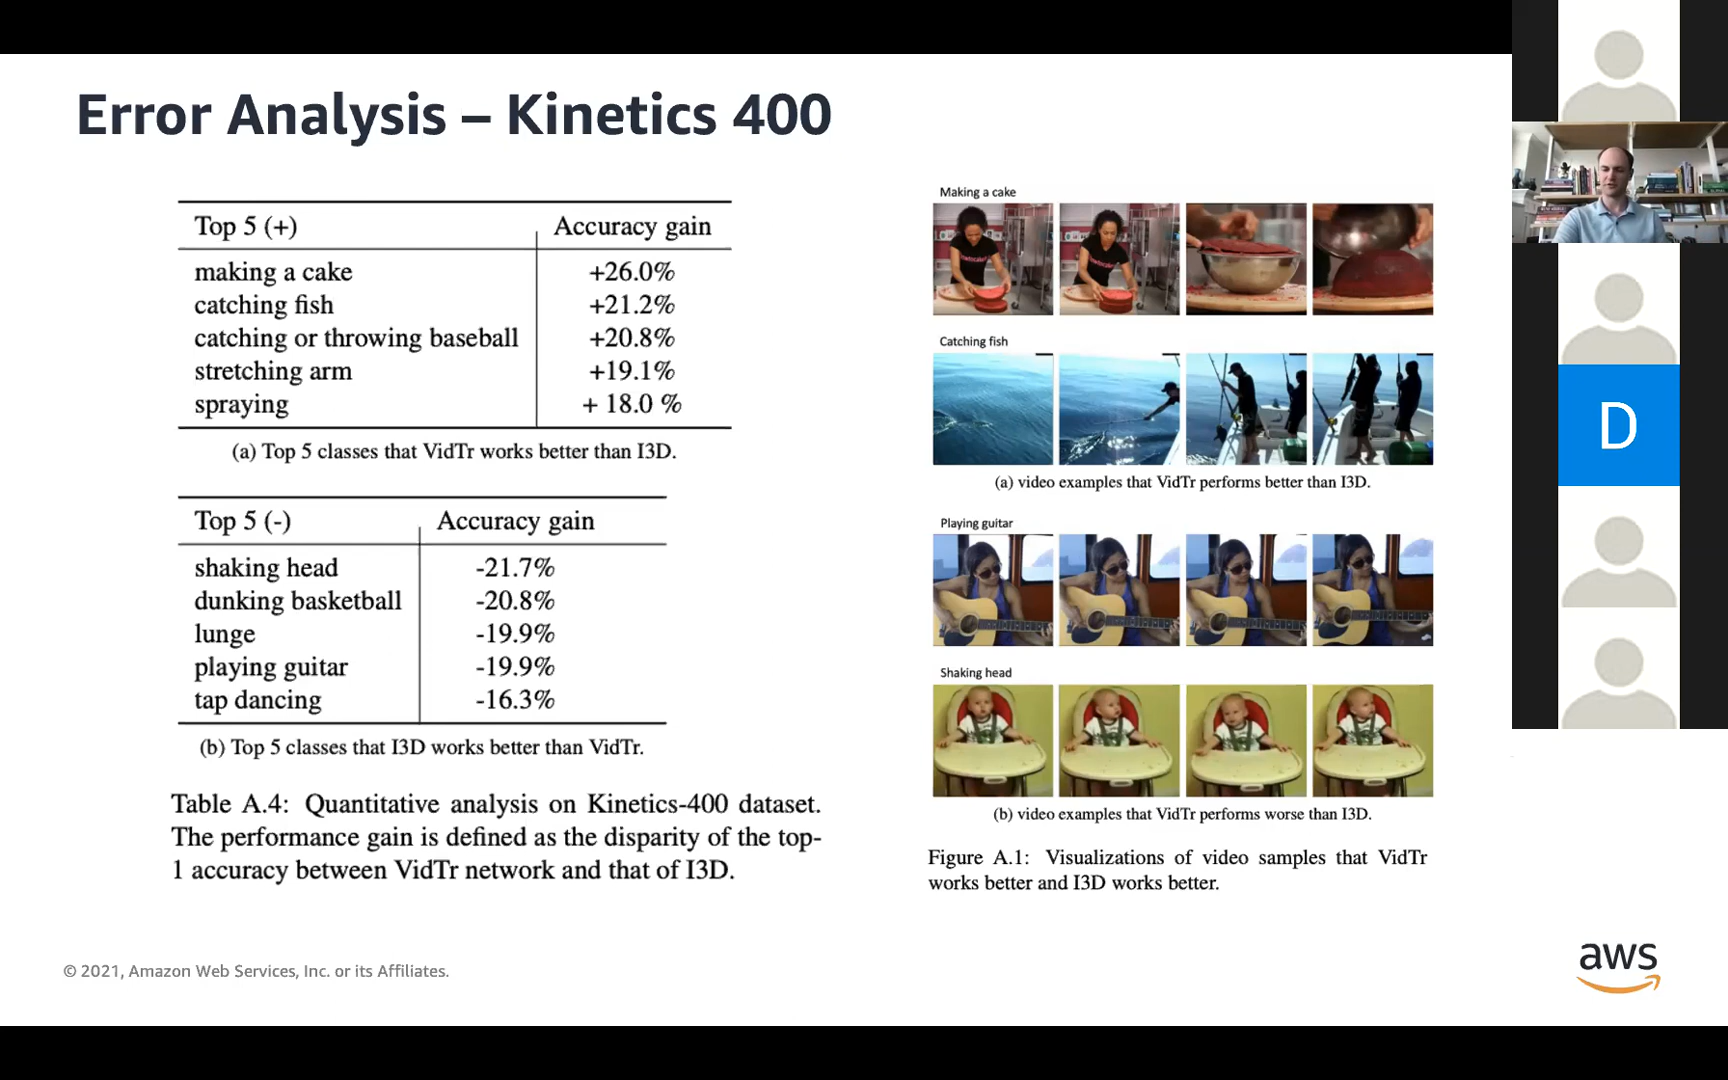 Error Analysis – Kinetics 400
Top 5 (+) Accuracy gain
making a cake +26.0%
catching fish +21.2%
catching or throwing baseball +20.8%
stretching arm +19.1%
spraying + 18.0 %
(a) Top 5 classes that VidTr works better than I3D.
Top 5 (-) Accuracy gain
shaking head -21.7%
dunking basketball -20.8%
lunge -19.9%
playing guitar -19.9%
tap dancing -16.3%
(b) Top 5 classes that I3D works better than VidTr.
Table A.4: Quantitative analysis on Kinetics-400 dataset.
The performance gain is defined as the disparity of the top-
1 accuracy between VidTr network and that of I3D.
Making a cake
Catching fish
(a) video examples that VidTr performs better than I3D.
Playing guitar
Shaking head
(b) video examples that VidTr performs worse than I3D.
Figure A.1: Visualizations of video samples that VidTr
works better and I3D works better.
D
© 2021, Amazon Web Services, Inc. or its Affiliates.
aws